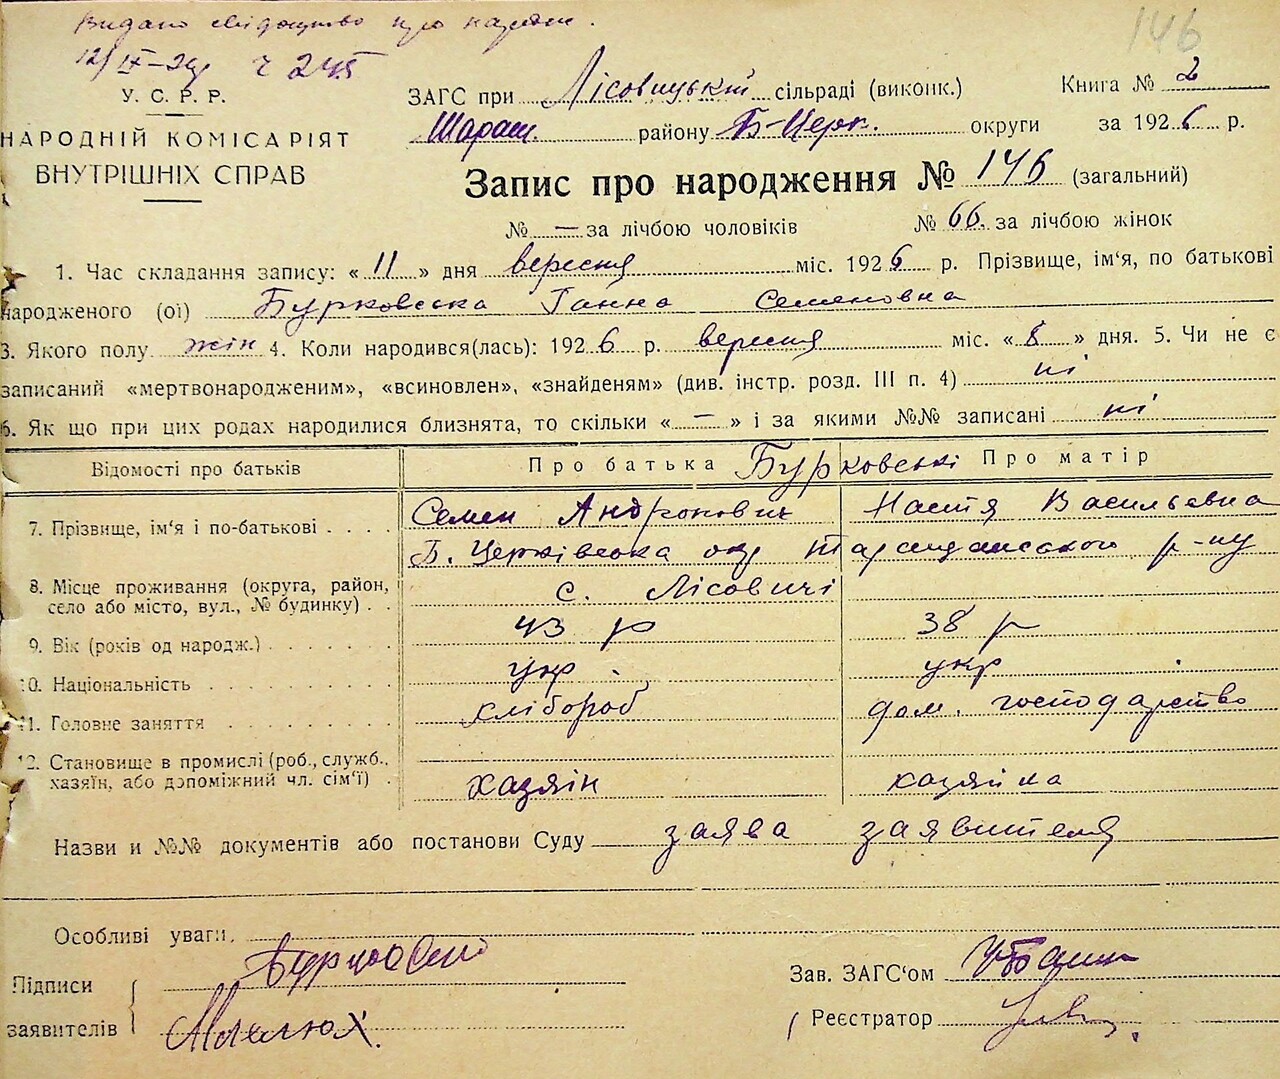 Видано свідоцтво про народж.
146
12/IX-29р ч 245
У. С. Р. Р.
НАРОДНІЙ КОМІСАРІЯТ
ВНУТРІШНІХ СПРАВ
ЗАГС при Лісовицькій сільраді (виконк.) Книга № 2
району Б-Церк. округи за 1926 р.
Запис про народження № 146 (загальний)
№ — за лічбою чоловіків № 66. за лічбою жінок
1. Час складання запису: « 11 » дня вересня міс. 1926 р. Прізвище, ім'я, по батькові
народженого (ої) Бурковська Ганна Семеновна
3. Якого полу жін 4. Коли народився(лась): 1926 р. вересня міс. « 8 » дня. 5. Чи не є
записаний «мертвонародженим», «всиновлен», «знайденям» (див. інстр. розд. III п. 4) ні
6. Як що при цих родах народилися близнята, то скільки « — » і за якими №№ записані ні
Відомості про батьків Про батька Бурковські Про матір
7. Прізвище, ім'я і по-батькові Семен Андронович Настя Васильевна
Б. Церківська окр Таращанського р-ну
8. Місце проживання (округа, район, село або місто, вул., № будинку) с. Лісовичі
9. Вік (років од народж.) 43 р 38 р
10. Національність укр укр
11. Головне заняття хлібороб дом. господарство
12. Становище в промислі (роб., служб., хазяїн, або допоміжний чл. сім'ї) хазяін хазяйка
Назви и №№ документів або постанови Суду заява заявителя
Особливі уваги.
Підписи
заявителів
Зав. ЗАГС'ом
Реєстратор